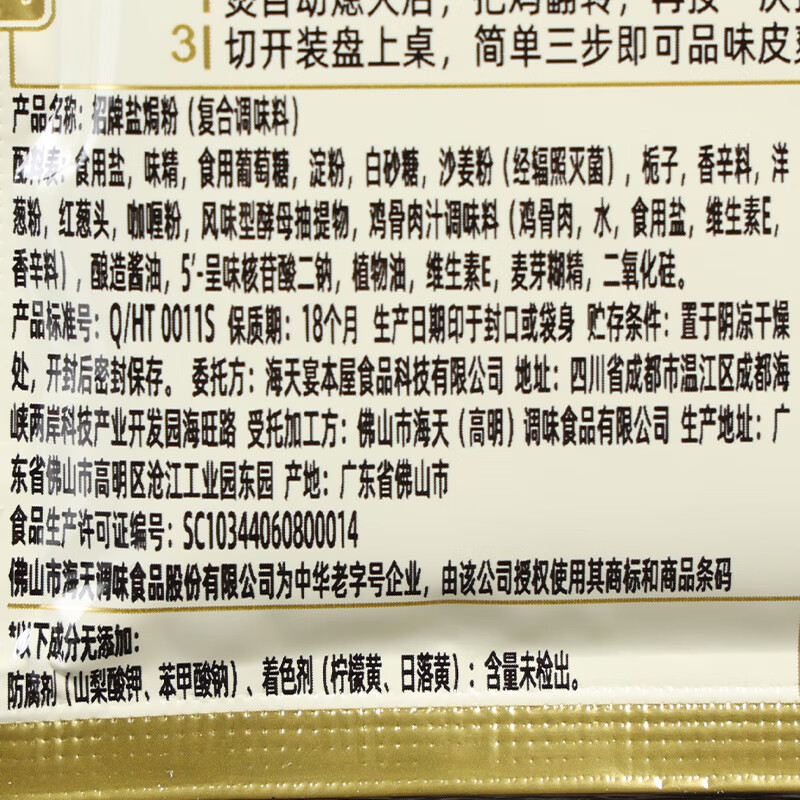 煲自动熄火后，把鸡翻转，再按一次
3 切开装盘上桌，简单三步即可品味皮爽
产品名称：招牌盐焗粉（复合调味料）
配料表：食用盐，味精，食用葡萄糖，淀粉，白砂糖，沙姜粉（经辐照灭菌），栀子，香辛料，洋
葱粉，红葱头，咖喱粉，风味型酵母抽提物，鸡骨肉汁调味料（鸡骨肉，水，食用盐，维生素E，
香辛料），酿造酱油，5′-呈味核苷酸二钠，植物油，维生素E，麦芽糊精，二氧化硅。
产品标准号：Q/HT 0011S 保质期：18个月 生产日期印于封口或袋身 贮存条件：置于阴凉干燥
处，开封后密封保存。 委托方：海天宴本屋食品科技有限公司 地址：四川省成都市温江区成都海
峡两岸科技产业开发园海旺路 受托加工方：佛山市海天（高明）调味食品有限公司 生产地址：广
东省佛山市高明区沧江工业园东园 产地：广东省佛山市
食品生产许可证编号：SC10344060800014
佛山市海天调味食品股份有限公司为中华老字号企业，由该公司授权使用其商标和商品条码
*以下成分无添加：
防腐剂（山梨酸钾、苯甲酸钠）、着色剂（柠檬黄、日落黄）：含量未检出。